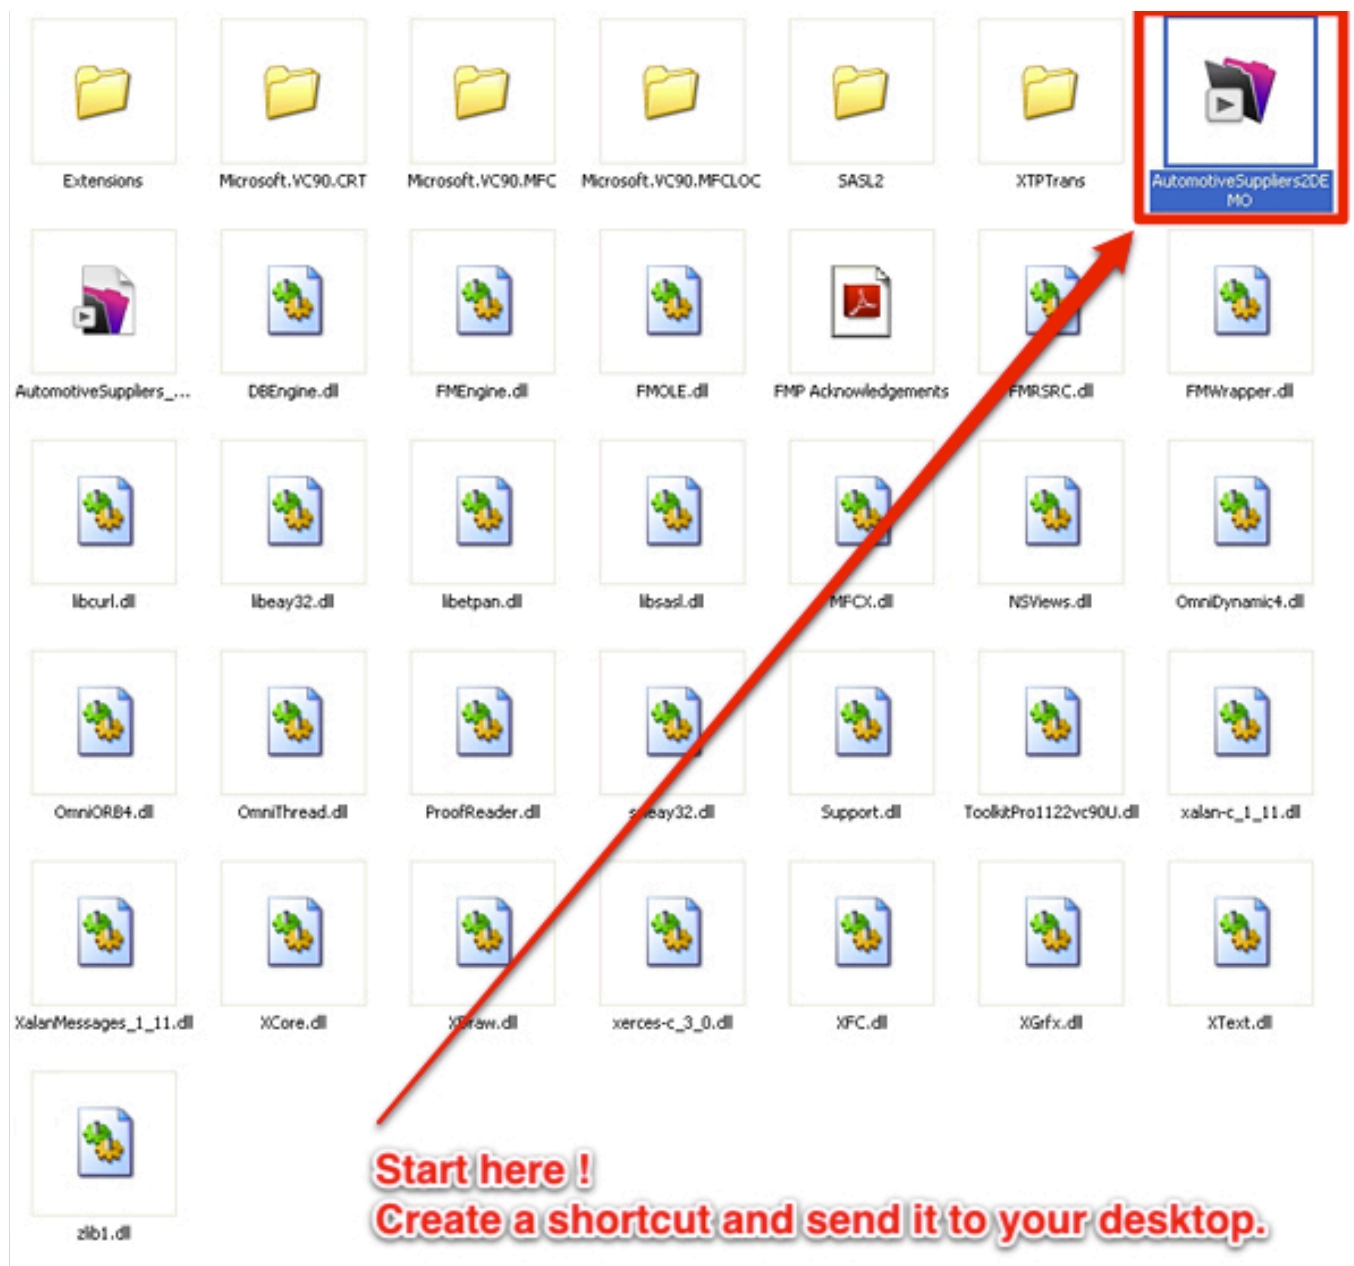 Extensions
Microsoft.VC90.CRT
Microsoft.VC90.MFC
Microsoft.VC90.MFCLOC
SASL2
XTPTrans
AutomotiveSuppliers2DE
MO
AutomotiveSuppliers_...
DBEngine.dll
FMEngine.dll
FMOLE.dll
FMP Acknowledgements
FMRSRC.dll
FMWrapper.dll
libcurl.dll
libeay32.dll
libetpan.dll
libsasl.dll
MFCX.dll
NSViews.dll
OmniDynamic4.dll
OmniORB4.dll
OmniThread.dll
ProofReader.dll
Support.dll
ToolkitPro1122vc90U.dll
xalan-c_1_11.dll
XalanMessages_1_11.dll
XCore.dll
XDraw.dll
xerces-c_3_0.dll
XFC.dll
XGrfx.dll
XText.dll
zlib1.dll
Start here !
Create a shortcut and send it to your desktop.